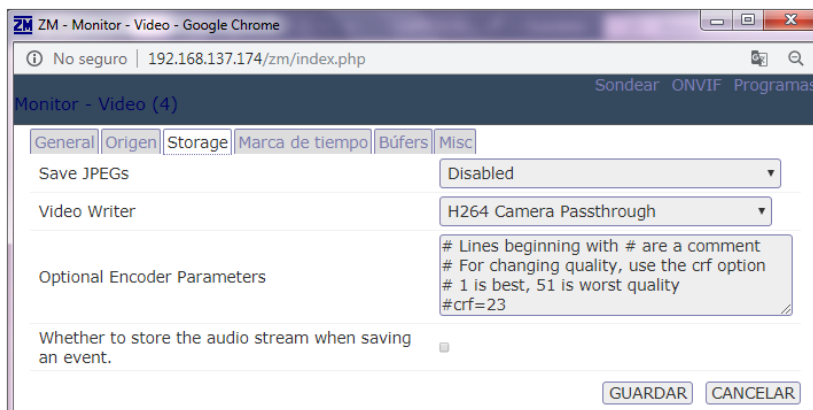 ZM ZM - Monitor - Video - Google Chrome
No seguro | 192.168.137.174/zm/index.php
Sondear ONVIF Programas
Monitor - Video (4)
General Origen Storage Marca de tiempo Búfers Misc
Save JPEGs Disabled
Video Writer H264 Camera Passthrough
Optional Encoder Parameters
# Lines beginning with # are a comment
# For changing quality, use the crf option
# 1 is best, 51 is worst quality
#crf=23
Whether to store the audio stream when saving
an event.
GUARDAR CANCELAR